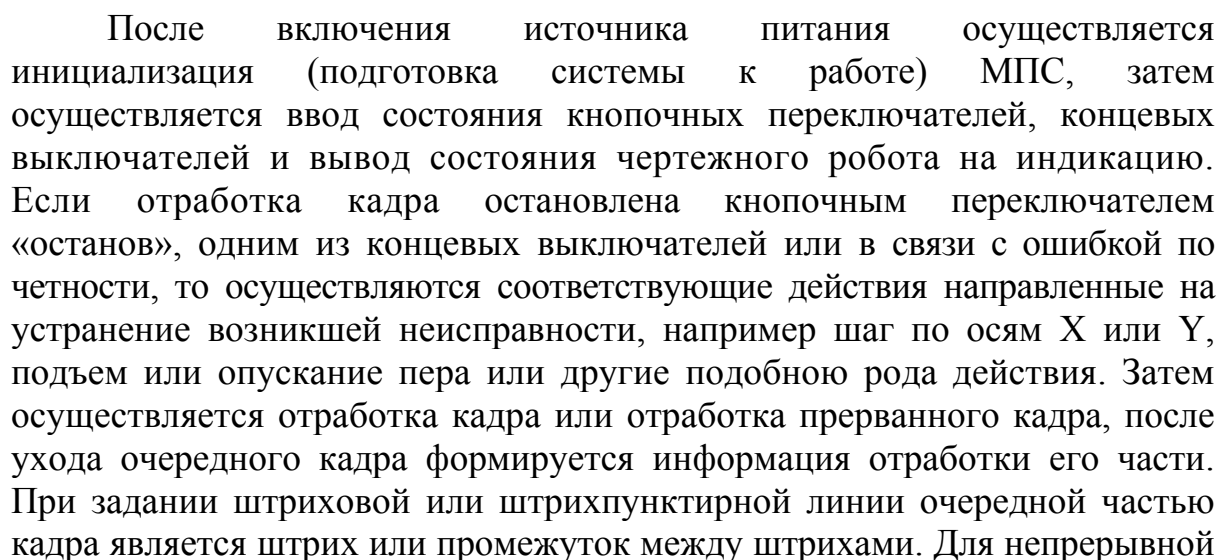 После включения источника питания осуществляется
инициализация (подготовка системы к работе) МПС, затем
осуществляется ввод состояния кнопочных переключателей, концевых
выключателей и вывод состояния чертежного робота на индикацию.
Если отработка кадра остановлена кнопочным переключателем
«останов», одним из концевых выключателей или в связи с ошибкой по
четности, то осуществляются соответствующие действия направленные на
устранение возникшей неисправности, например шаг по осям X или Y,
подъем или опускание пера или другие подобною рода действия. Затем
осуществляется отработка кадра или отработка прерванного кадра, после
ухода очередного кадра формируется информация отработки его части.
При задании штриховой или штрихпунктирной линии очередной частью
кадра является штрих или промежуток между штрихами. Для непрерывной